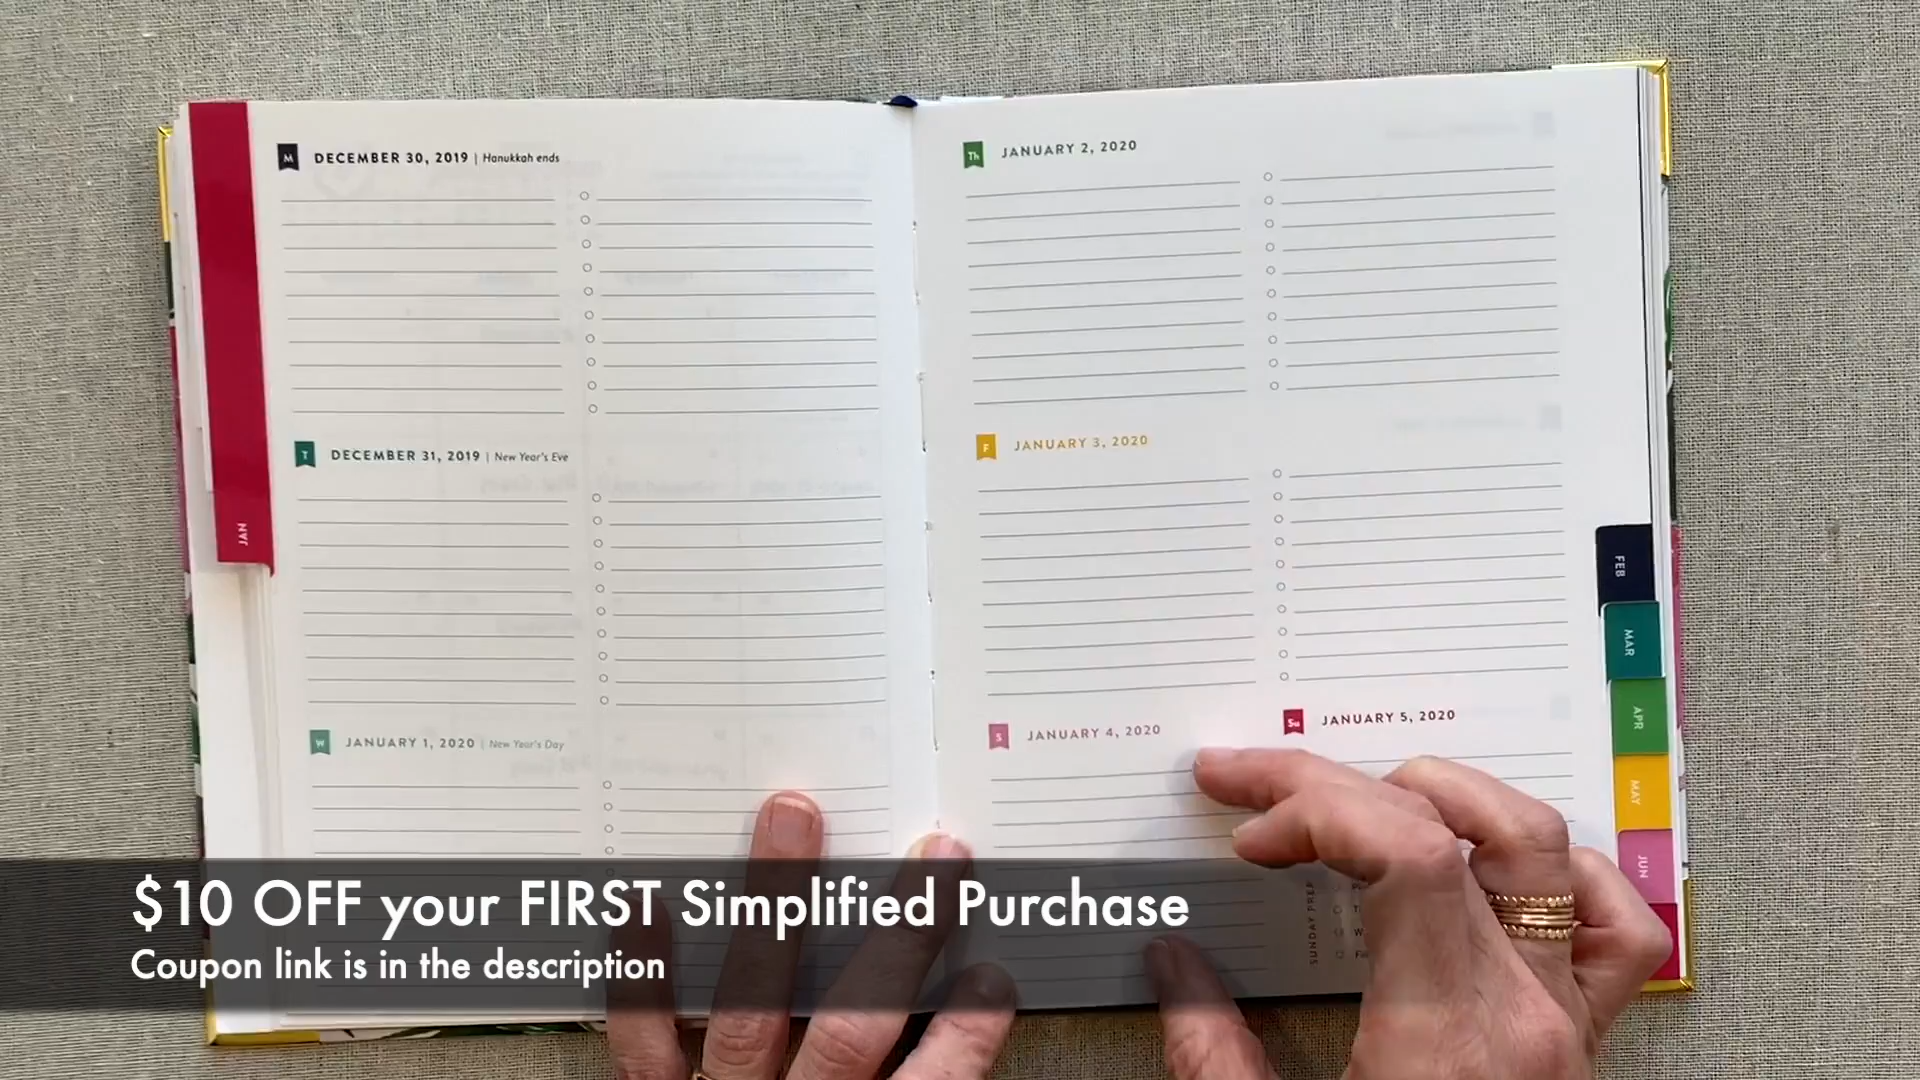 M DECEMBER 30, 2019 | Hanukkah ends
T DECEMBER 31, 2019 | New Year's Eve
W JANUARY 1, 2020 | New Year's Day
JAN
Th JANUARY 2, 2020
F JANUARY 3, 2020
S JANUARY 4, 2020
Su JANUARY 5, 2020
SUNDAY PREP
FEB
MAR
APR
MAY
JUN
$10 OFF your FIRST Simplified Purchase
Coupon link is in the description